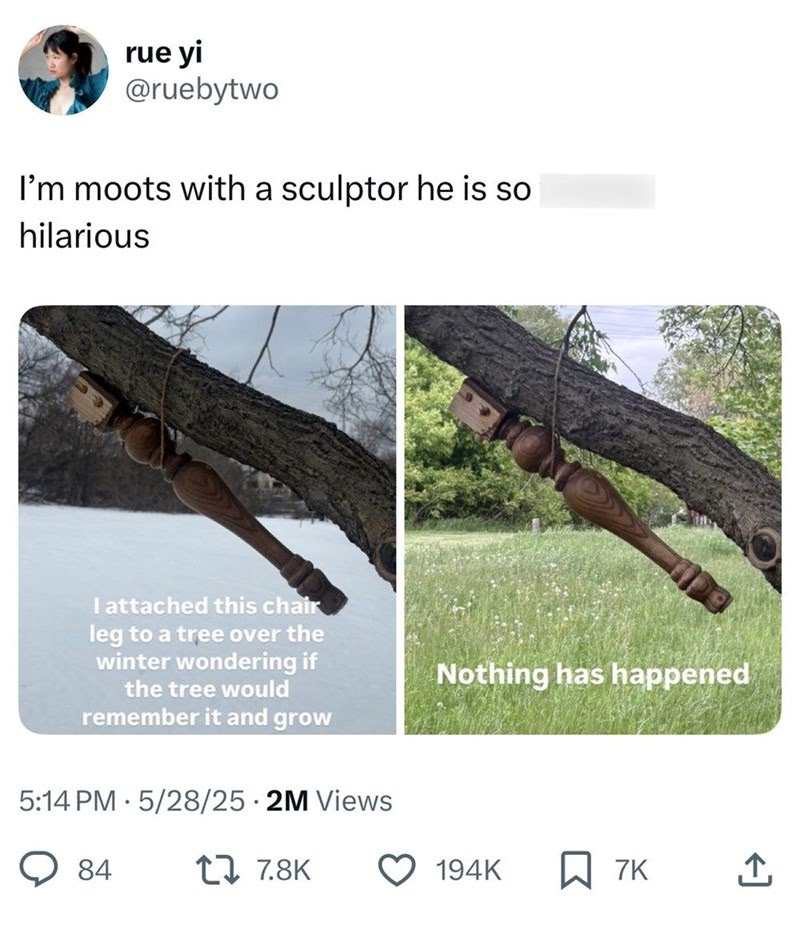 rue yi
@ruebytwo
I'm moots with a sculptor he is so
hilarious
I attached this chair
leg to a tree over the
winter wondering if
the tree would
remember it and grow
Nothing has happened
5:14 PM · 5/28/25 · 2M Views
84 7.8K 194K 7K